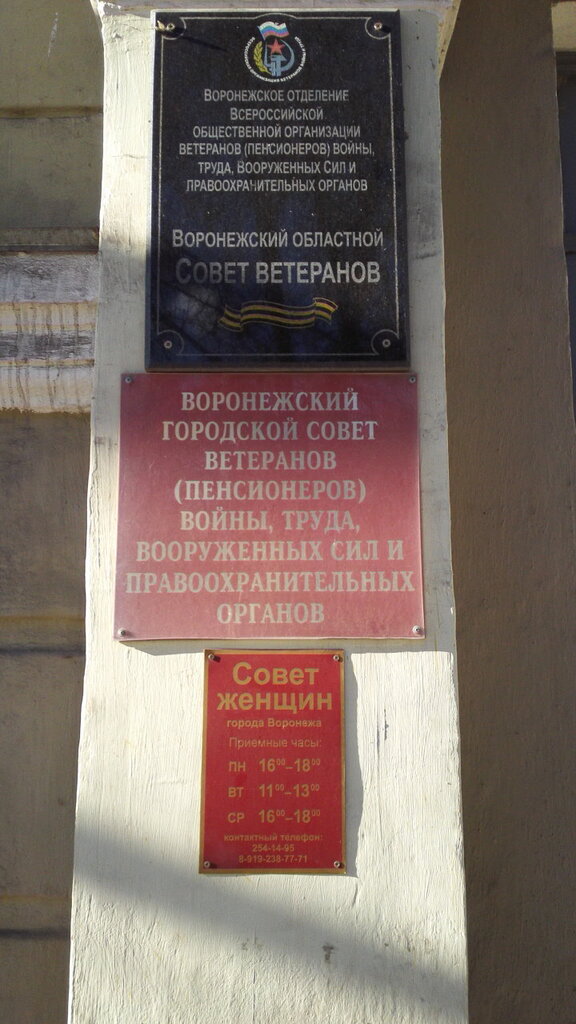 Воронежское отделение
Всероссийской
общественной организации
ветеранов (пенсионеров) войны,
труда, Вооруженных Сил и
правоохранительных органов
Воронежский областной
Совет ветеранов
ВОРОНЕЖСКИЙ
ГОРОДСКОЙ СОВЕТ
ВЕТЕРАНОВ
(ПЕНСИОНЕРОВ)
ВОЙНЫ, ТРУДА,
ВООРУЖЕННЫХ СИЛ И
ПРАВООХРАНИТЕЛЬНЫХ
ОРГАНОВ
Совет
женщин
города Воронежа
Приемные часы:
ПН 16⁰⁰–18⁰⁰
ВТ 11⁰⁰–13⁰⁰
СР 16⁰⁰–18⁰⁰
контактный телефон:
254-14-95
8-919-238-77-71